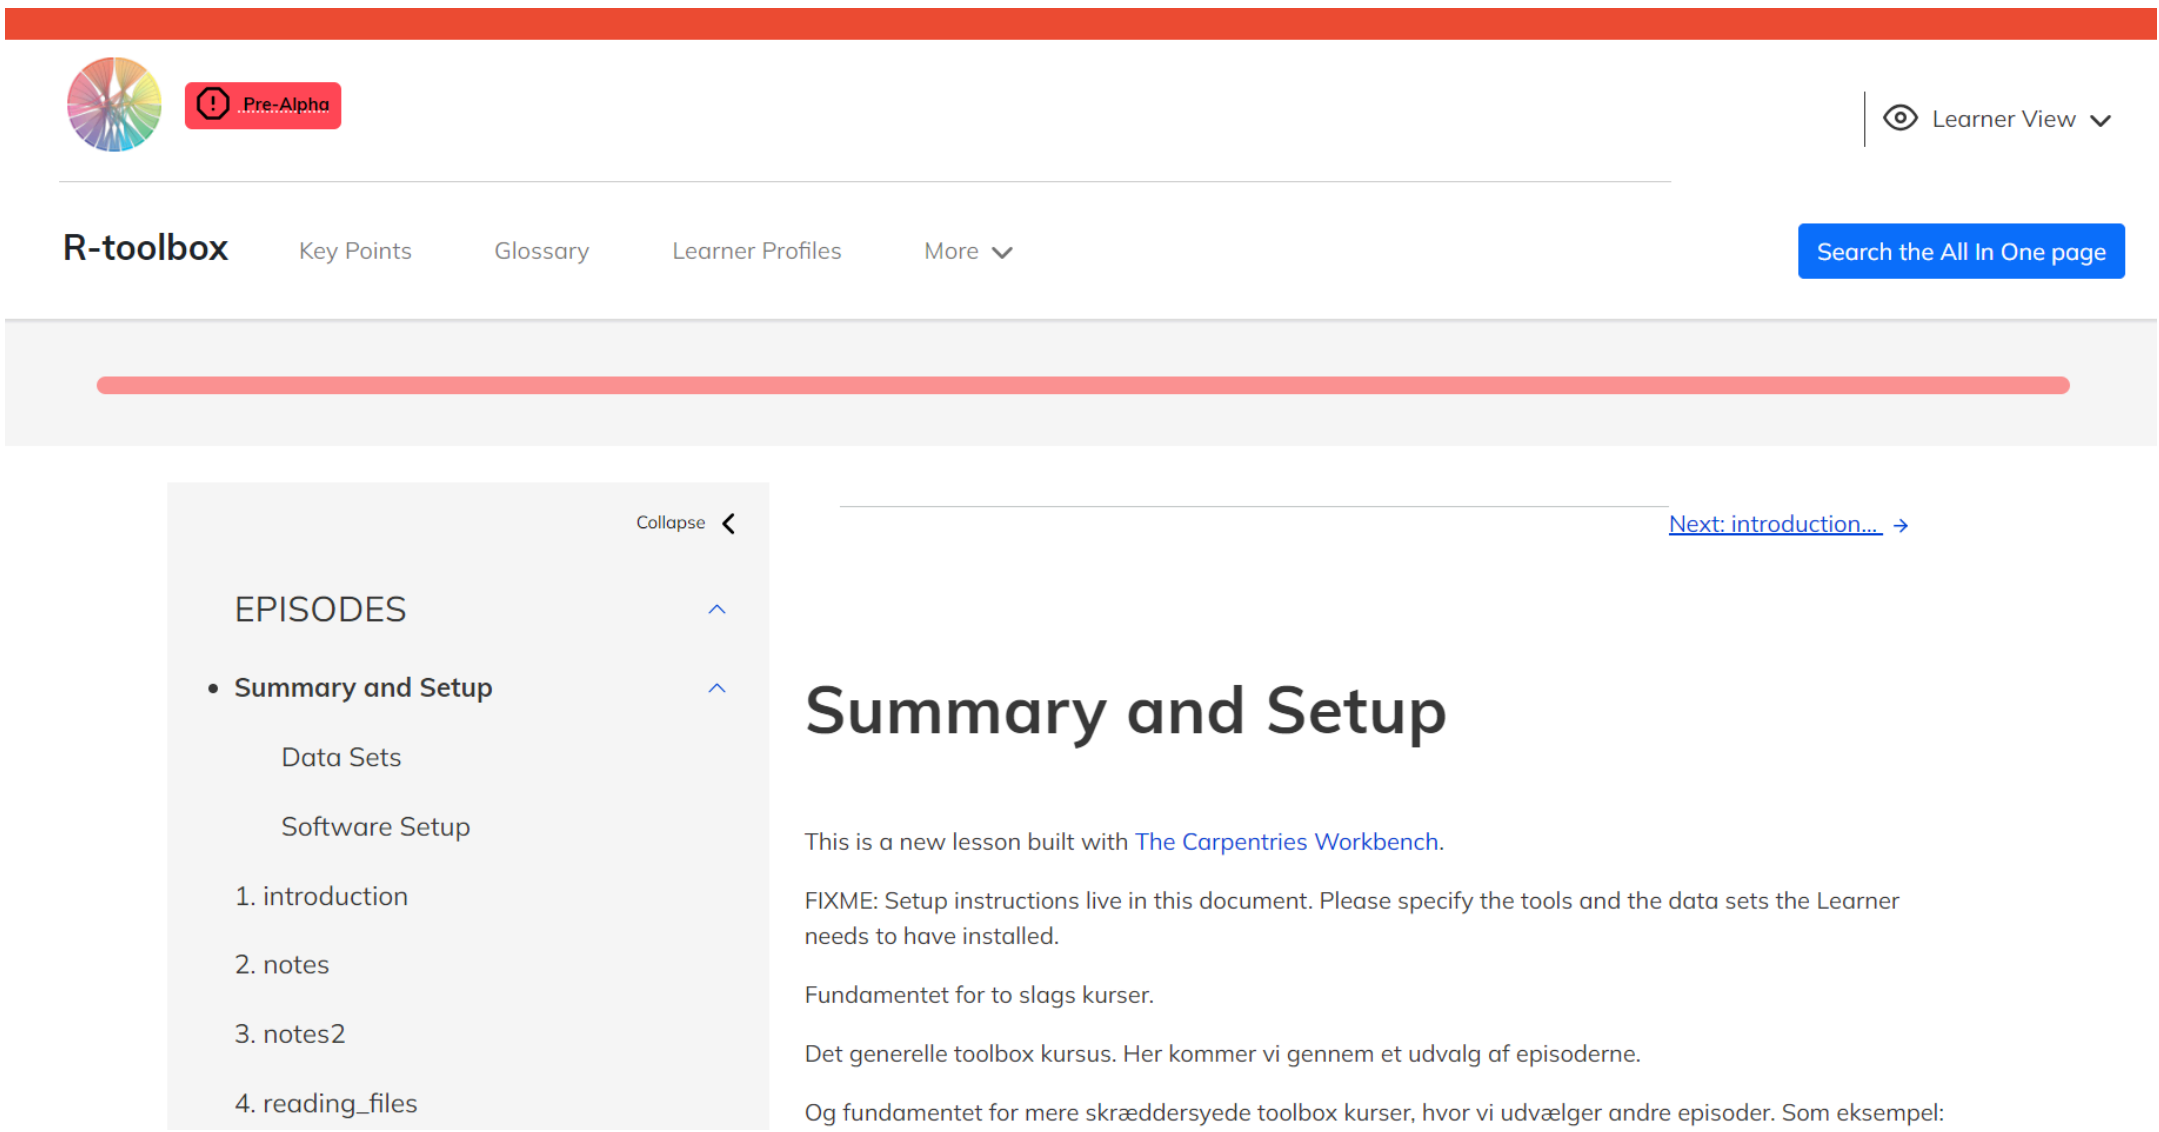 Pre-Alpha
Learner View
R-toolbox
Key Points
Glossary
Learner Profiles
More
Search the All In One page
Collapse
EPISODES
Summary and Setup
Data Sets
Software Setup
1. introduction
2. notes
3. notes2
4. reading_files
Next: introduction...
Summary and Setup
This is a new lesson built with The Carpentries Workbench.
FIXME: Setup instructions live in this document. Please specify the tools and the data sets the Learner
needs to have installed.
Fundamentet for to slags kurser.
Det generelle toolbox kursus. Her kommer vi gennem et udvalg af episoderne.
Og fundamentet for mere skræddersyede toolbox kurser, hvor vi udvælger andre episoder. Som eksempel: